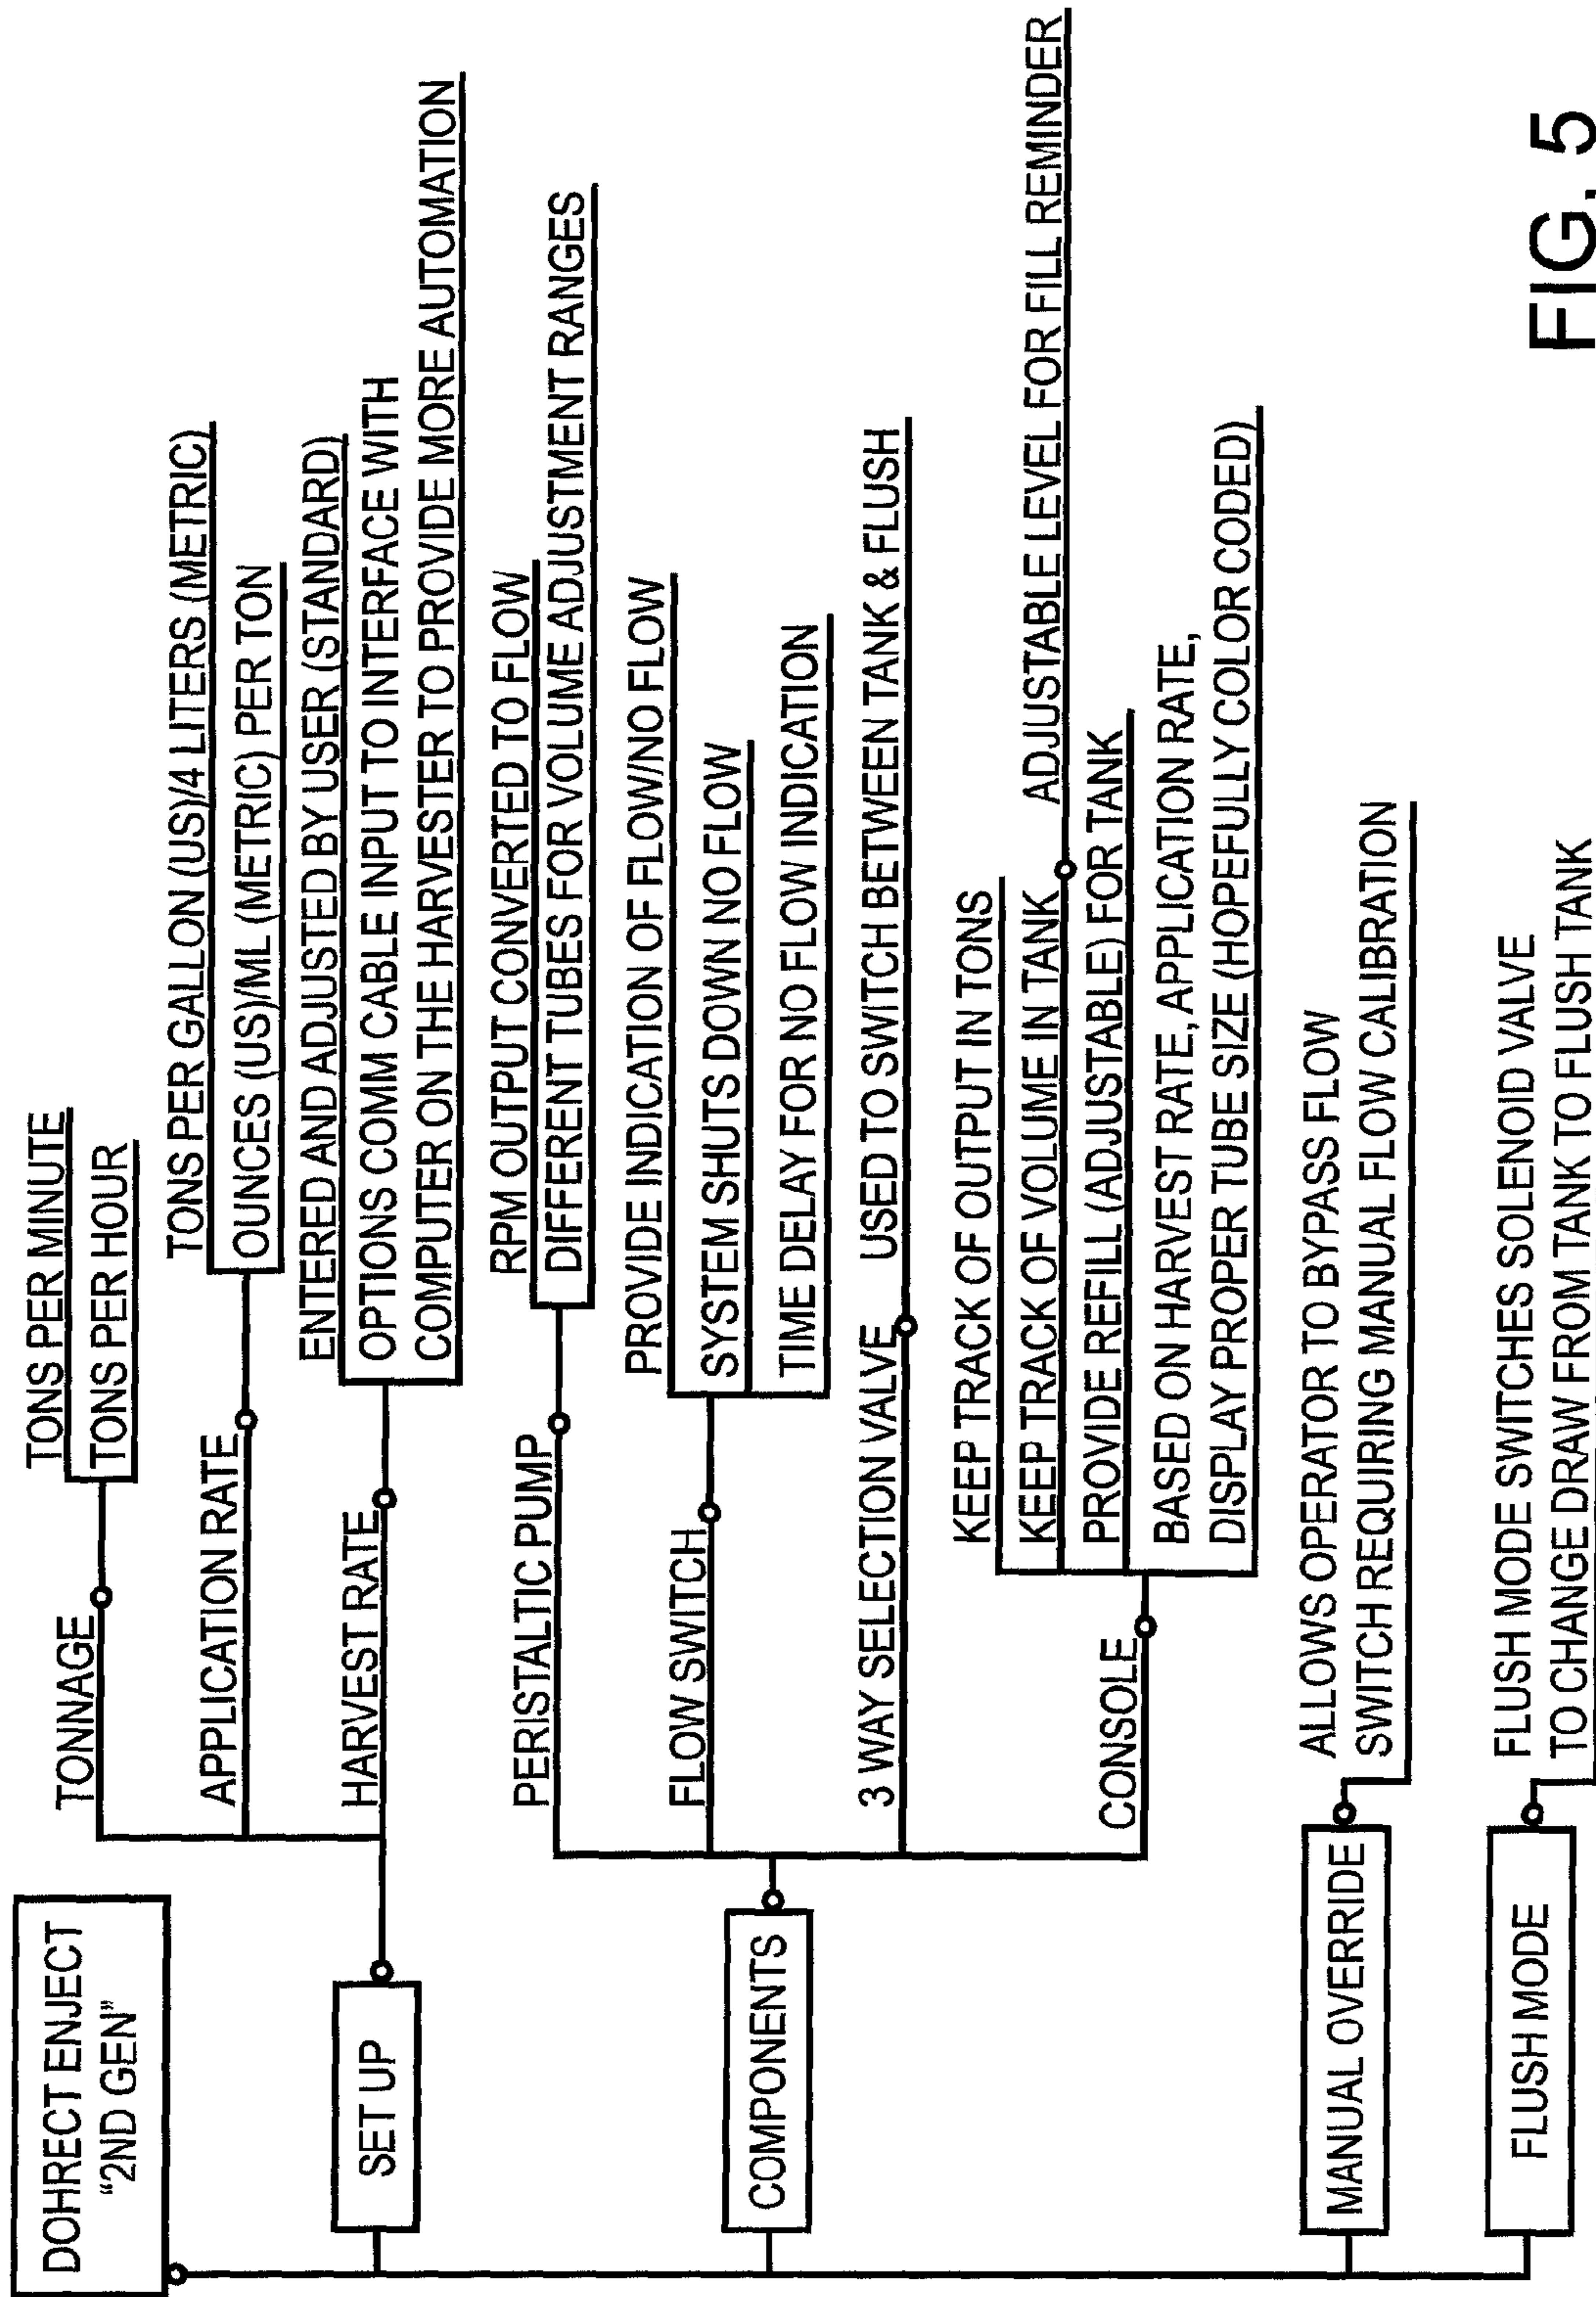 DOHRECT ENJECT
“2ND GEN”
SET UP
TONNAGE
TONS PER MINUTE
TONS PER HOUR
APPLICATION RATE
TONS PER GALLON (US)/4 LITERS (METRIC)
OUNCES (US)/ML (METRIC) PER TON
HARVEST RATE
ENTERED AND ADJUSTED BY USER (STANDARD)
OPTIONS COMM CABLE INPUT TO INTERFACE WITH
COMPUTER ON THE HARVESTER TO PROVIDE MORE AUTOMATION
COMPONENTS
PERISTALTIC PUMP
RPM OUTPUT CONVERTED TO FLOW
DIFFERENT TUBES FOR VOLUME ADJUSTMENT RANGES
FLOW SWITCH
PROVIDE INDICATION OF FLOW/NO FLOW
SYSTEM SHUTS DOWN NO FLOW
TIME DELAY FOR NO FLOW INDICATION
3 WAY SELECTION VALVE
USED TO SWITCH BETWEEN TANK & FLUSH
CONSOLE
KEEP TRACK OF OUTPUT IN TONS
KEEP TRACK OF VOLUME IN TANK
ADJUSTABLE LEVEL FOR FILL REMINDER
PROVIDE REFILL (ADJUSTABLE) FOR TANK
BASED ON HARVEST RATE, APPLICATION RATE,
DISPLAY PROPER TUBE SIZE (HOPEFULLY COLOR CODED)
MANUAL OVERRIDE
ALLOWS OPERATOR TO BYPASS FLOW
SWITCH REQUIRING MANUAL FLOW CALIBRATION
FLUSH MODE
FLUSH MODE SWITCHES SOLENOID VALVE
TO CHANGE DRAW FROM TANK TO FLUSH TANK
FIG. 5